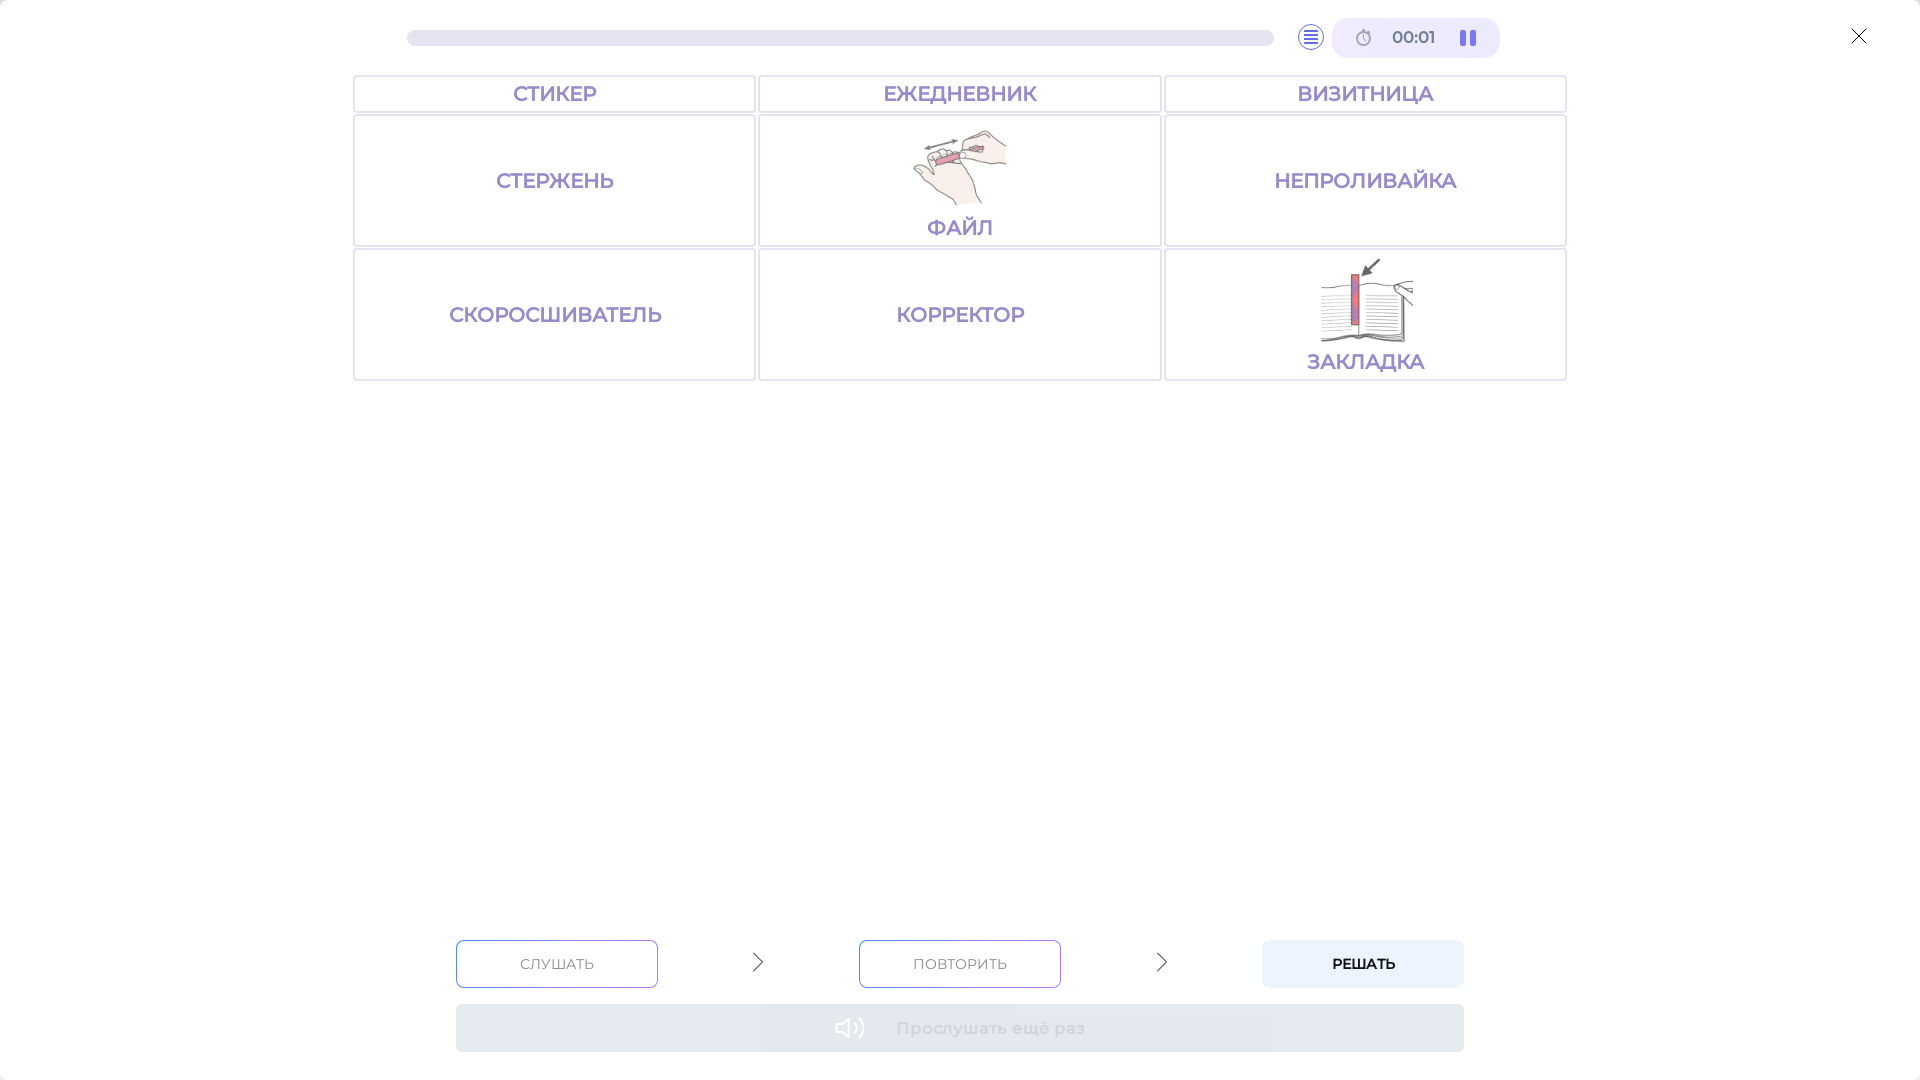 00:01
СТИКЕР
ЕЖЕДНЕВНИК
ВИЗИТНИЦА
СТЕРЖЕНЬ
ФАЙЛ
НЕПРОЛИВАЙКА
СКОРОСШИВАТЕЛЬ
КОРРЕКТОР
ЗАКЛАДКА
СЛУШАТЬ
ПОВТОРИТЬ
РЕШАТЬ
Прослушать ещё раз